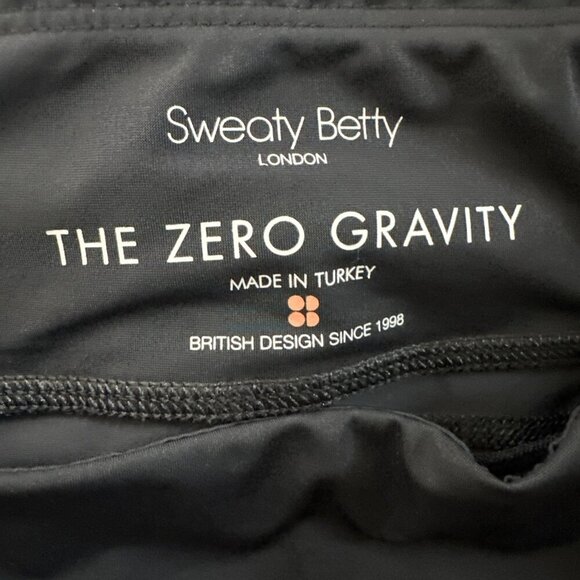 Sweaty Betty
LONDON
THE ZERO GRAVITY
MADE IN TURKEY
BRITISH DESIGN SINCE 1998